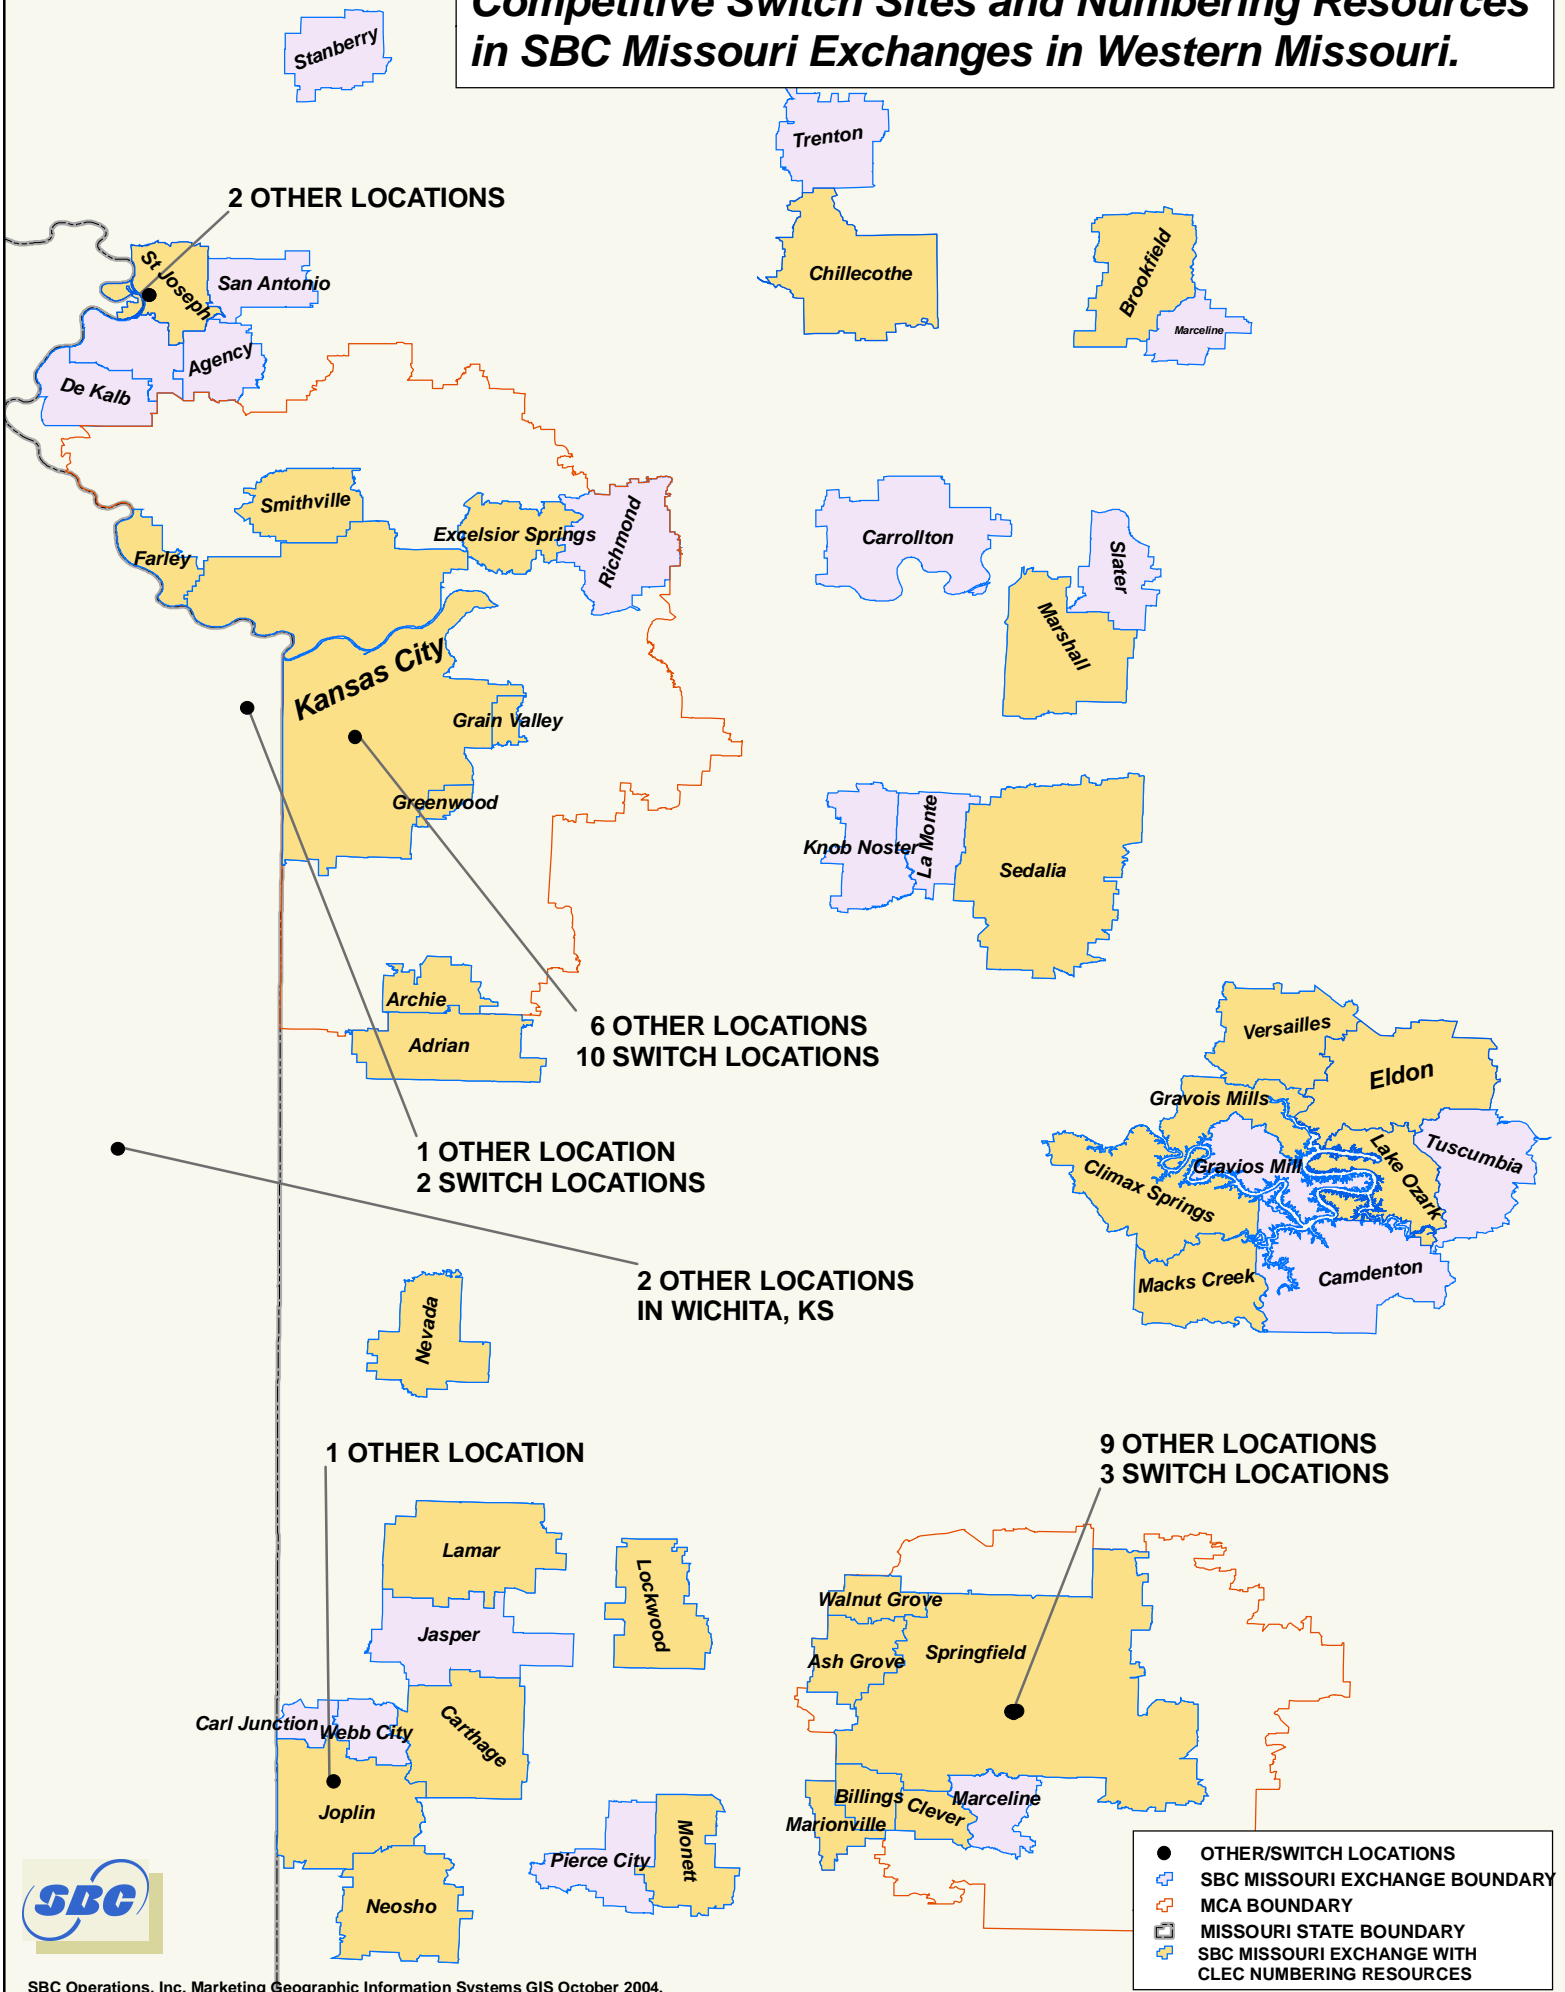 Competitive Switch Sites and Numbering Resources
in SBC Missouri Exchanges in Western Missouri.
Stanberry
Trenton
2 OTHER LOCATIONS
St Joseph
San Antonio
Chillecothe
Brookfield
Marceline
Agency
De Kalb
Smithville
Excelsior Springs
Richmond
Farley
Carrollton
Slater
Marshall
Kansas City
Grain Valley
Greenwood
Knob Noster
La Monte
Sedalia
Archie
Adrian
6 OTHER LOCATIONS
10 SWITCH LOCATIONS
Versailles
Eldon
Gravois Mills
Tuscumbia
Lake Ozark
Gravios Mill
Climax Springs
Macks Creek
Camdenton
1 OTHER LOCATION
2 SWITCH LOCATIONS
2 OTHER LOCATIONS
IN WICHITA, KS
Nevada
1 OTHER LOCATION
9 OTHER LOCATIONS
3 SWITCH LOCATIONS
Lamar
Lockwood
Jasper
Walnut Grove
Ash Grove
Springfield
Carl Junction
Webb City
Carthage
Joplin
Billings
Clever
Marceline
Marionville
Pierce City
Monett
Neosho
SBC
OTHER/SWITCH LOCATIONS
SBC MISSOURI EXCHANGE BOUNDARY
MCA BOUNDARY
MISSOURI STATE BOUNDARY
SBC MISSOURI EXCHANGE WITH
CLEC NUMBERING RESOURCES
SBC Operations, Inc. Marketing Geographic Information Systems GIS October 2004.